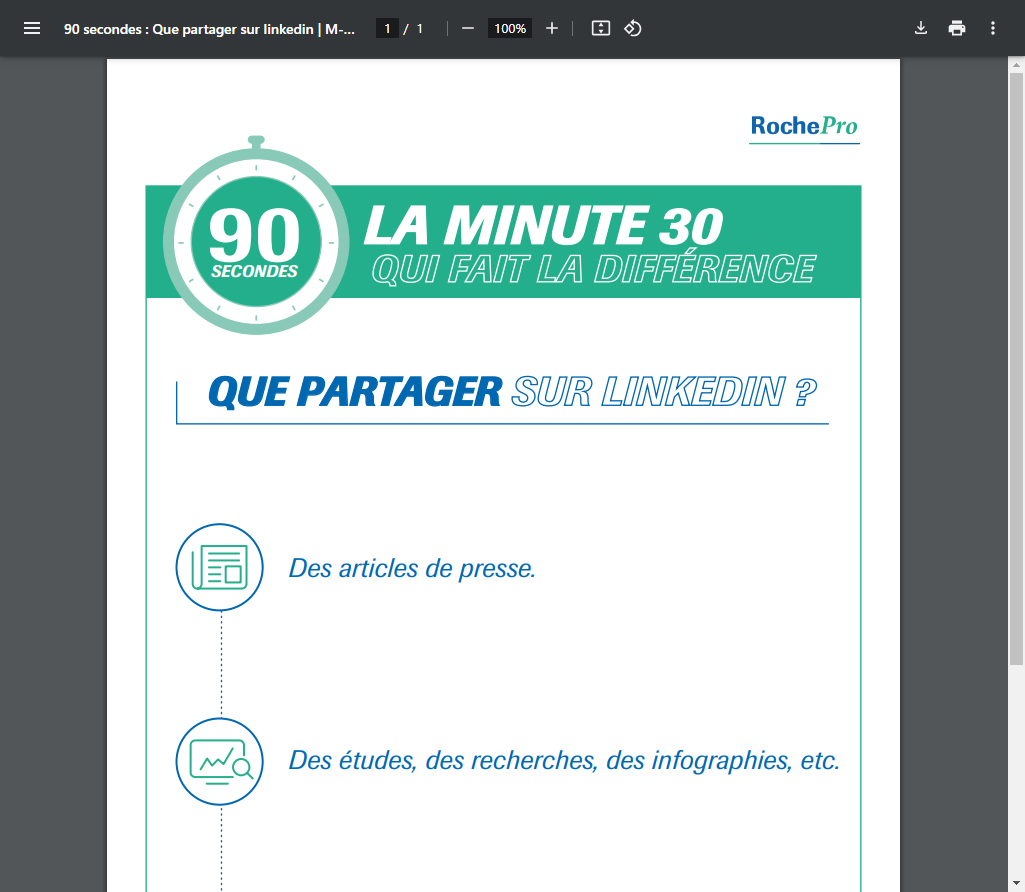 90 secondes : Que partager sur linkedin | M-...
1 / 1
100%
RochePro
90
SECONDES
LA MINUTE 30
QUI FAIT LA DIFFÉRENCE
QUE PARTAGER SUR LINKEDIN ?
Des articles de presse.
Des études, des recherches, des infographies, etc.